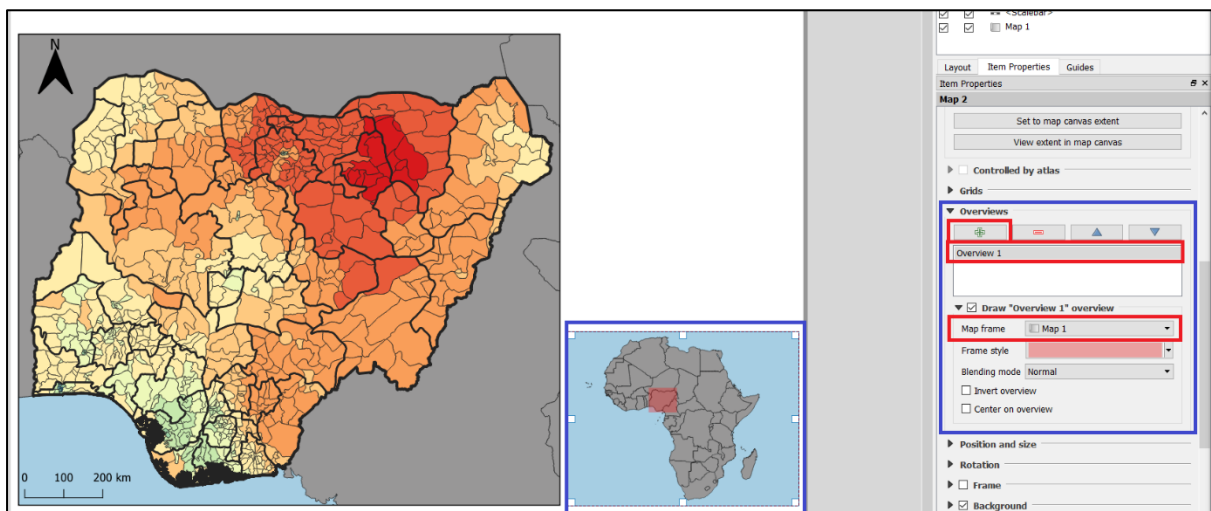 N
0 100 200 km
<Scalebar>
Map 1
Layout Item Properties Guides
Item Properties
Map 2
Set to map canvas extent
View extent in map canvas
Controlled by atlas
Grids
Overviews
Overview 1
Draw "Overview 1" overview
Map frame Map 1
Frame style
Blending mode Normal
Invert overview
Center on overview
Position and size
Rotation
Frame
Background